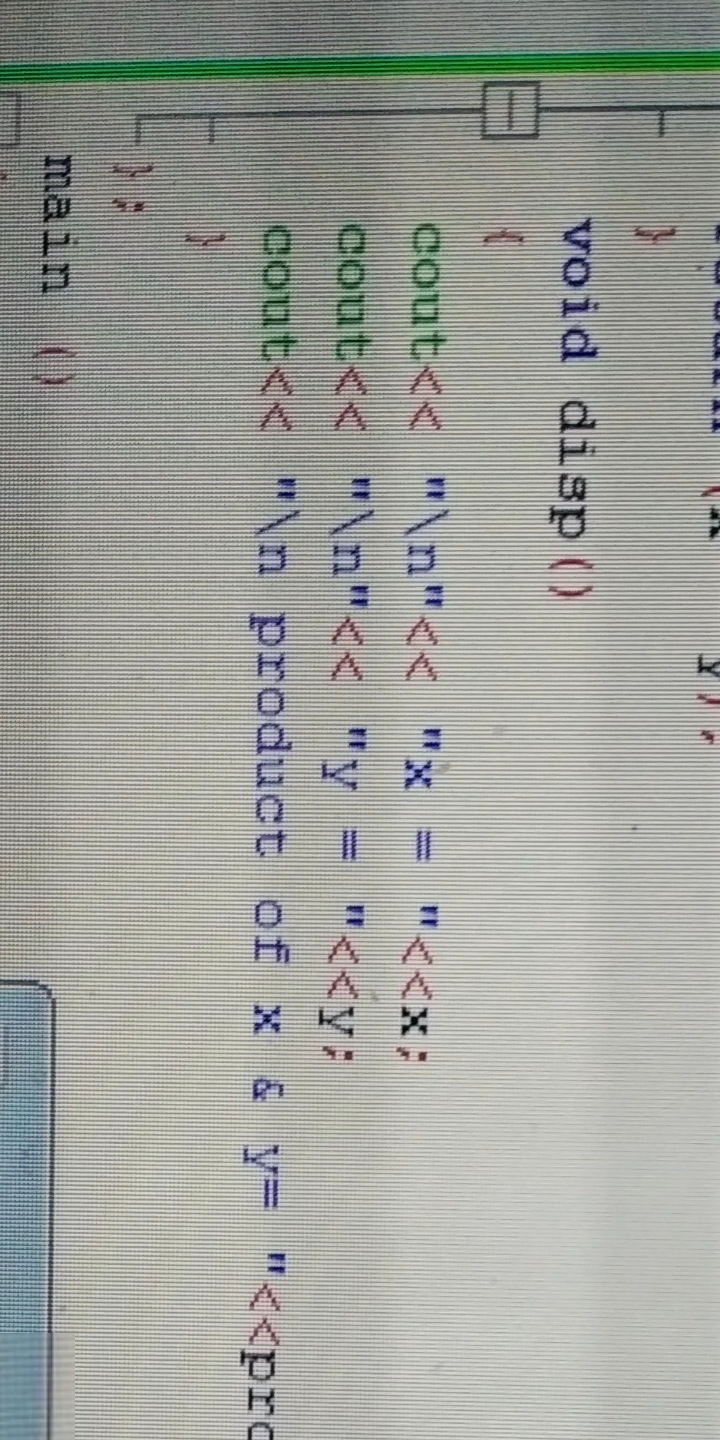 y);
}
void disp()
{
cout<< "\n"<< "x = "<<x;
cout<< "\n"<< "y = "<<y;
cout<< "\n product of x & y= "<<pro
}
};
main ()